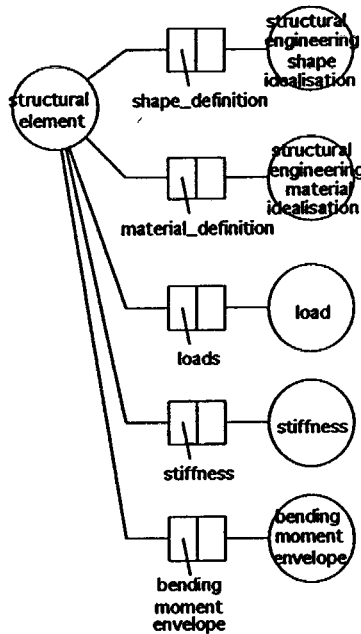 structural
element
structural
engineering
shape
idealisation
shape_definition
structural
engineering
material
idealisation
material_definition
load
loads
stiffness
stiffness
bending
moment
envelope
bending
moment
envelope